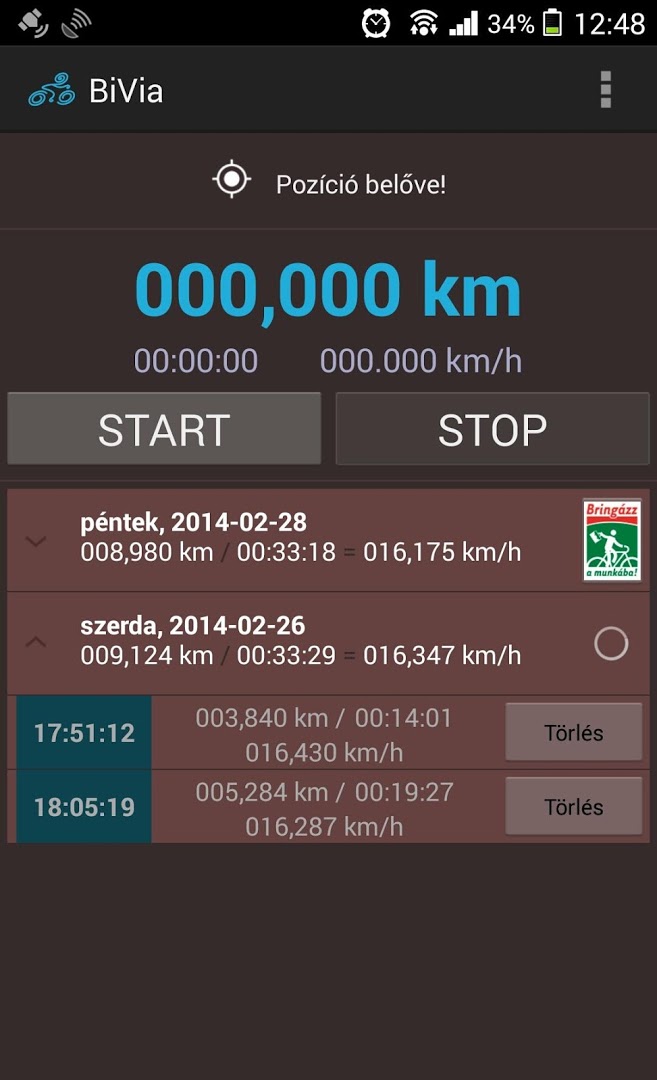 34% 12:48
BiVia
Pozíció belőve!
000,000 km
00:00:00 000.000 km/h
START STOP
péntek, 2014-02-28
008,980 km / 00:33:18 = 016,175 km/h
Bringázz
a munkába!
szerda, 2014-02-26
009,124 km / 00:33:29 = 016,347 km/h
17:51:12
003,840 km / 00:14:01
016,430 km/h
Törlés
18:05:19
005,284 km / 00:19:27
016,287 km/h
Törlés